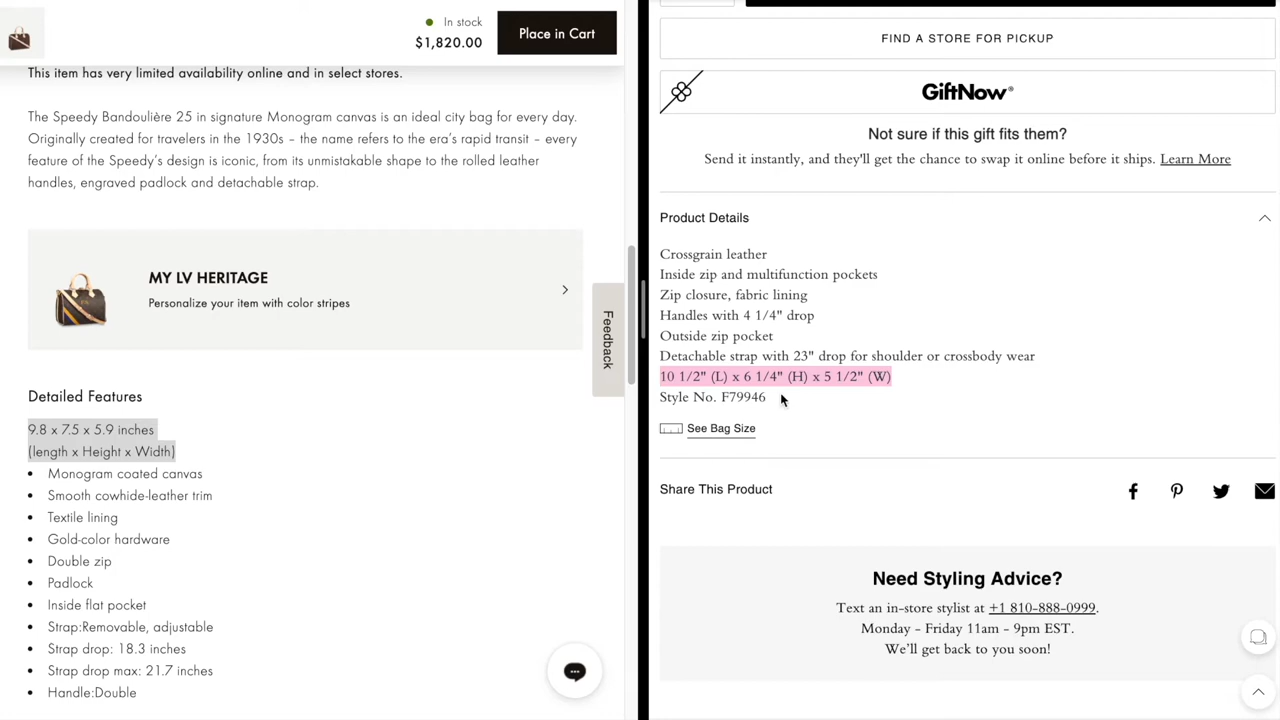 In stock
$1,820.00
Place in Cart
This item has very limited availability online and in select stores.
The Speedy Bandoulière 25 in signature Monogram canvas is an ideal city bag for every day.
Originally created for travelers in the 1930s – the name refers to the era's rapid transit – every
feature of the Speedy's design is iconic, from its unmistakable shape to the rolled leather
handles, engraved padlock and detachable strap.
MY LV HERITAGE
Personalize your item with color stripes
Feedback
Detailed Features
9.8 x 7.5 x 5.9 inches
(length x Height x Width)
• Monogram coated canvas
• Smooth cowhide-leather trim
• Textile lining
• Gold-color hardware
• Double zip
• Padlock
• Inside flat pocket
• Strap:Removable, adjustable
• Strap drop: 18.3 inches
• Strap drop max: 21.7 inches
• Handle:Double
FIND A STORE FOR PICKUP
GiftNow®
Not sure if this gift fits them?
Send it instantly, and they'll get the chance to swap it online before it ships. Learn More
Product Details
Crossgrain leather
Inside zip and multifunction pockets
Zip closure, fabric lining
Handles with 4 1/4" drop
Outside zip pocket
Detachable strap with 23" drop for shoulder or crossbody wear
10 1/2" (L) x 6 1/4" (H) x 5 1/2" (W)
Style No. F79946
See Bag Size
Share This Product
Need Styling Advice?
Text an in-store stylist at +1 810-888-0999.
Monday - Friday 11am - 9pm EST.
We'll get back to you soon!